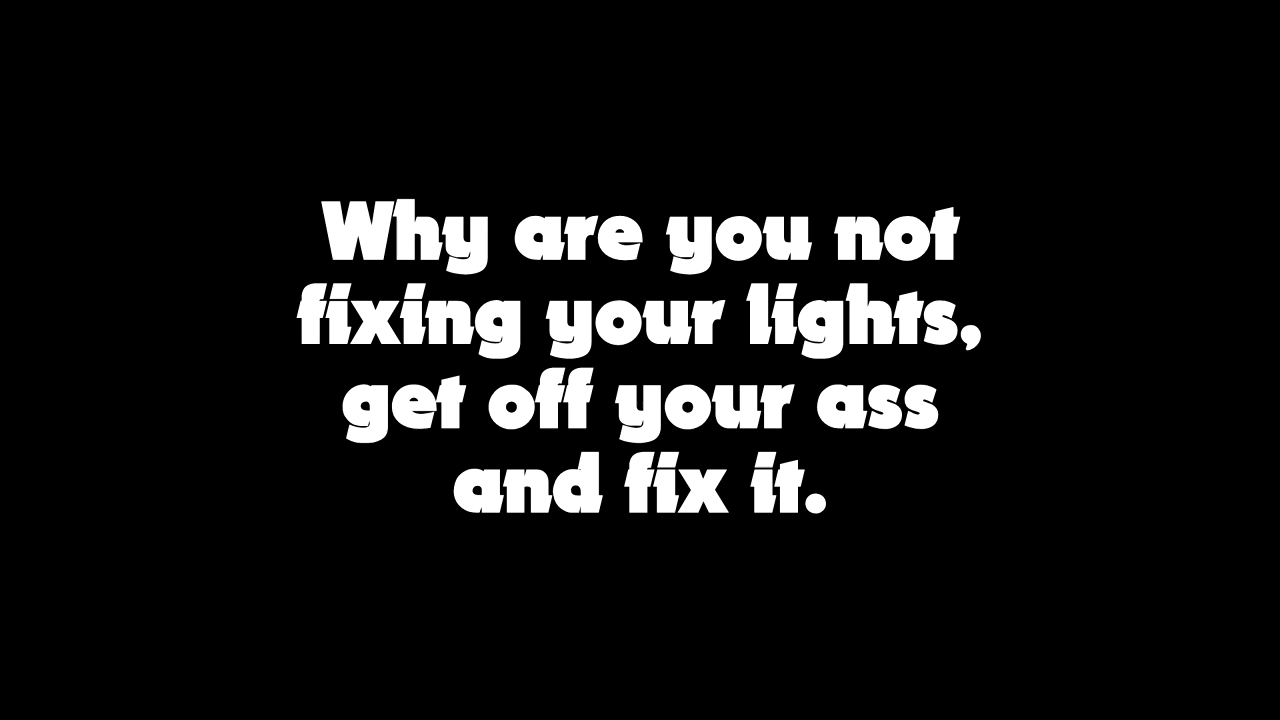 Why are you not
fixing your lights,
get off your ass
and fix it.